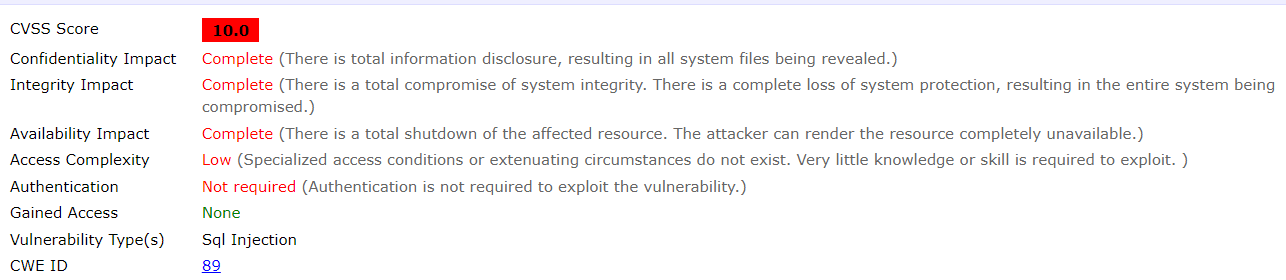 CVSS Score 10.0
Confidentiality Impact Complete (There is total information disclosure, resulting in all system files being revealed.)
Integrity Impact Complete (There is a total compromise of system integrity. There is a complete loss of system protection, resulting in the entire system being
compromised.)
Availability Impact Complete (There is a total shutdown of the affected resource. The attacker can render the resource completely unavailable.)
Access Complexity Low (Specialized access conditions or extenuating circumstances do not exist. Very little knowledge or skill is required to exploit. )
Authentication Not required (Authentication is not required to exploit the vulnerability.)
Gained Access None
Vulnerability Type(s) Sql Injection
CWE ID 89